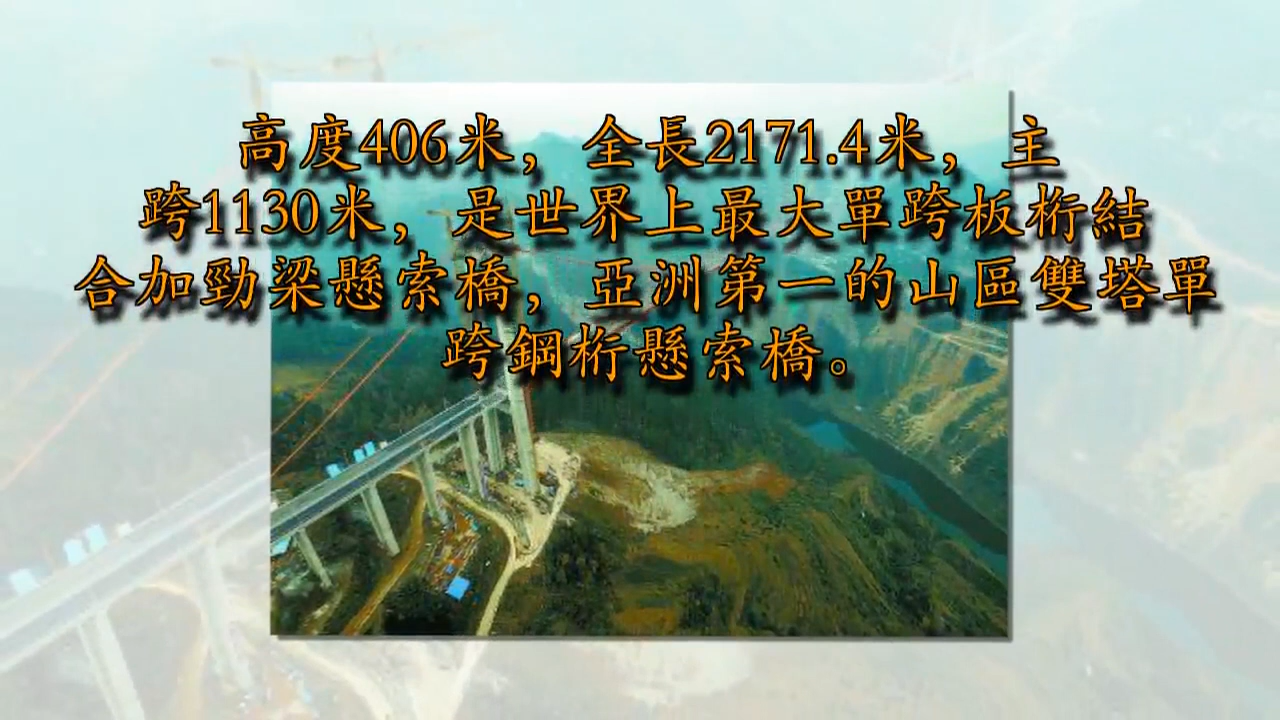 高度406米，全長2171.4米，主
跨1130米，是世界上最大單跨板桁結
合加勁梁懸索橋，亞洲第一的山區雙塔單
跨鋼桁懸索橋。